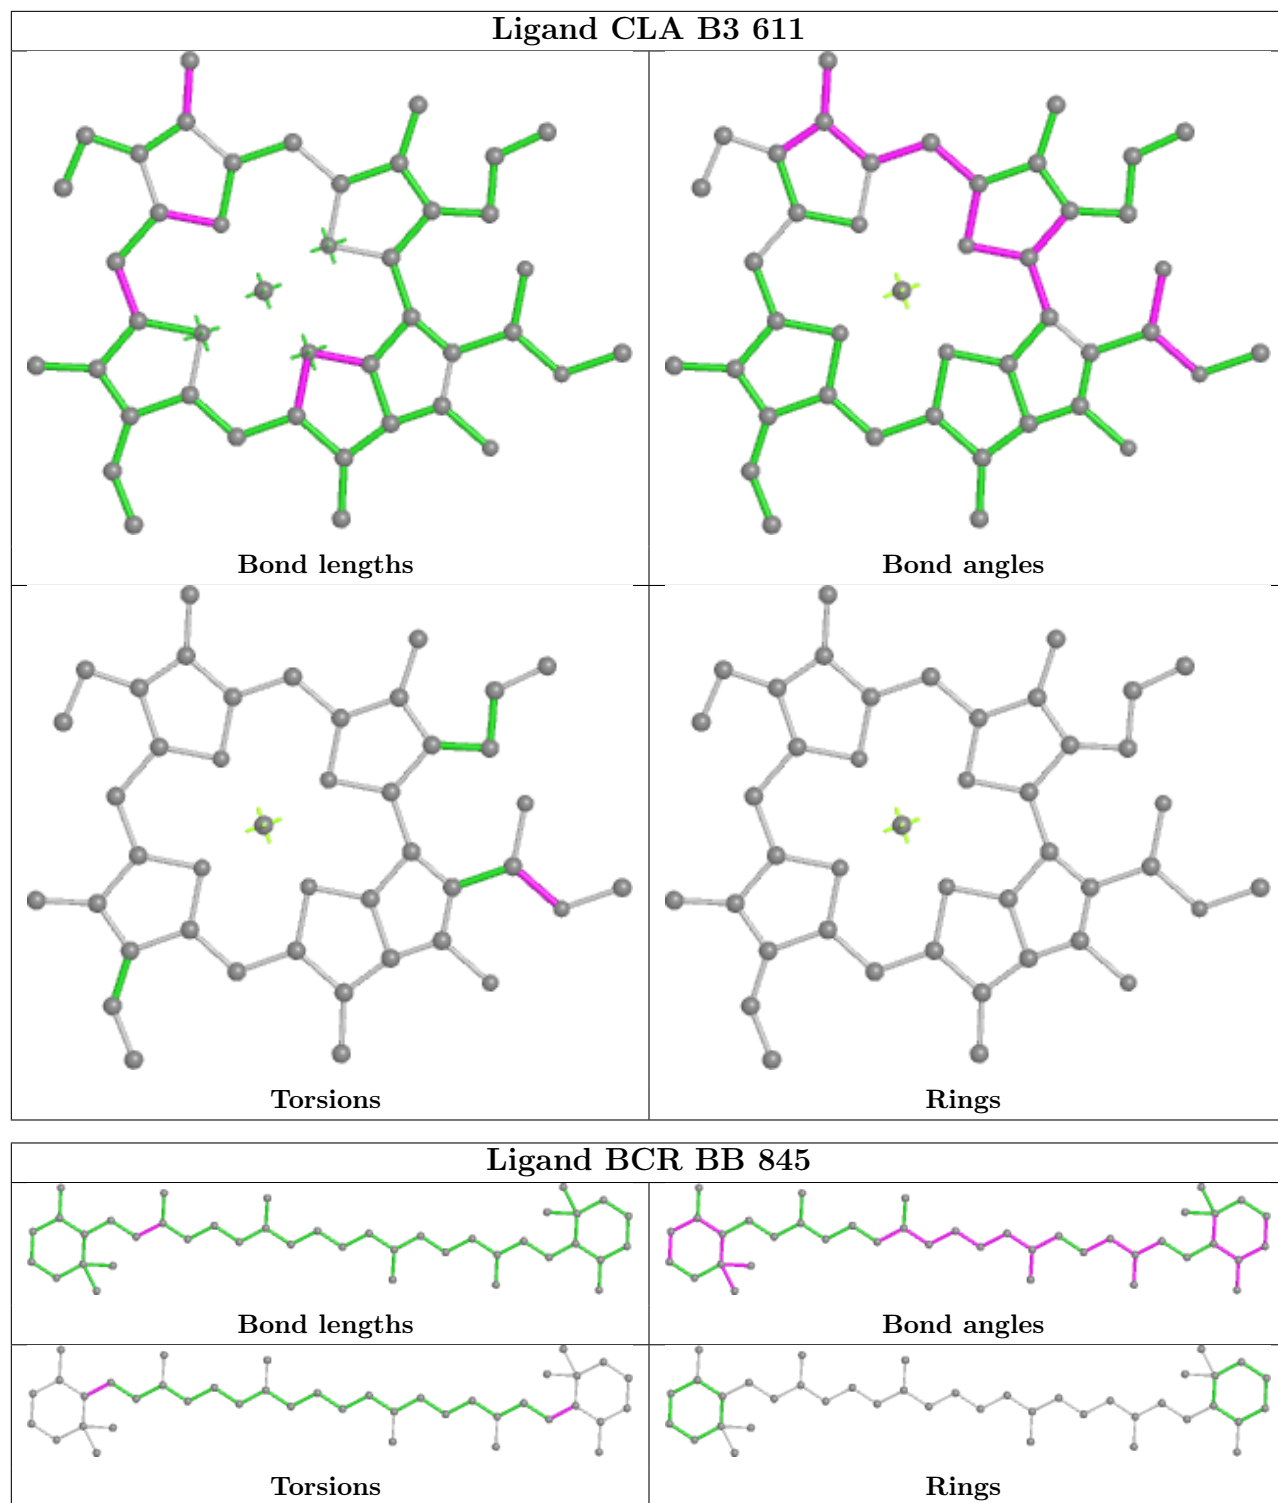 Ligand CLA B3 611
Bond lengths
Bond angles
Torsions
Rings
Ligand BCR BB 845
Bond lengths
Bond angles
Torsions
Rings